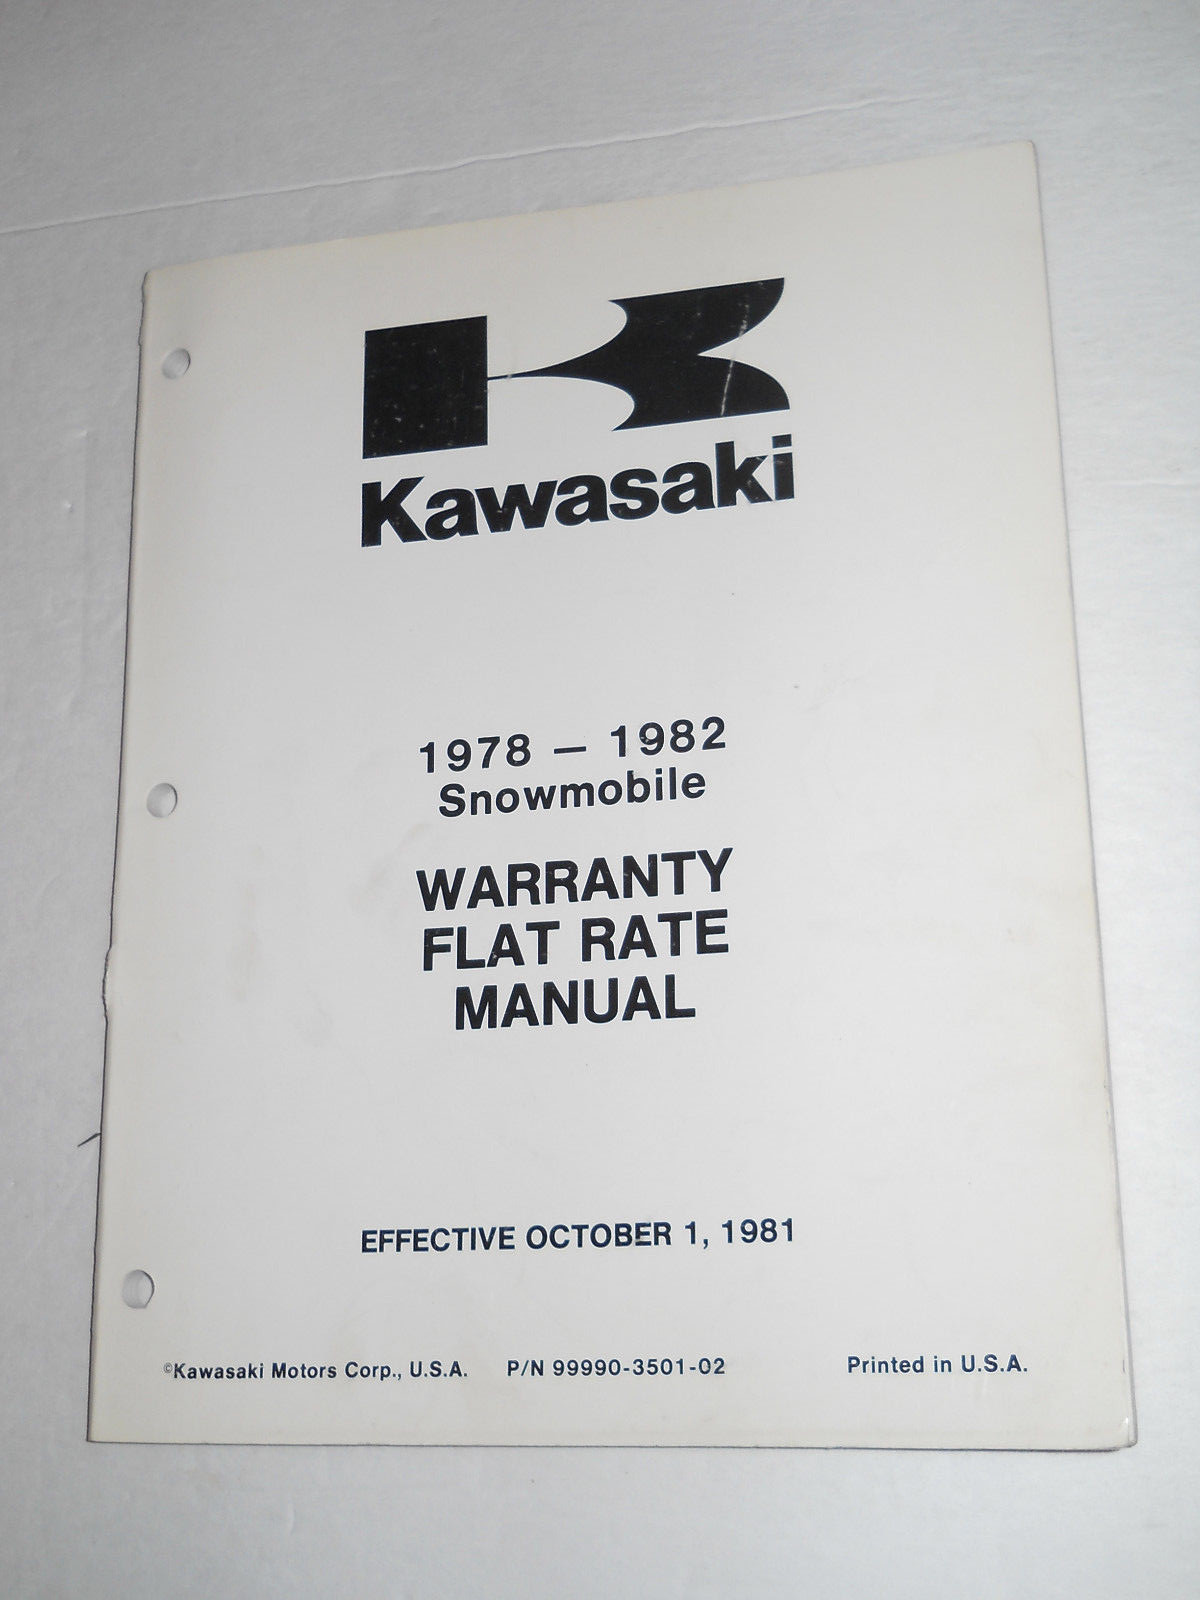 Kawasaki
1978 – 1982
Snowmobile
WARRANTY
FLAT RATE
MANUAL
EFFECTIVE OCTOBER 1, 1981
©Kawasaki Motors Corp., U.S.A. P/N 99990-3501-02 Printed in U.S.A.